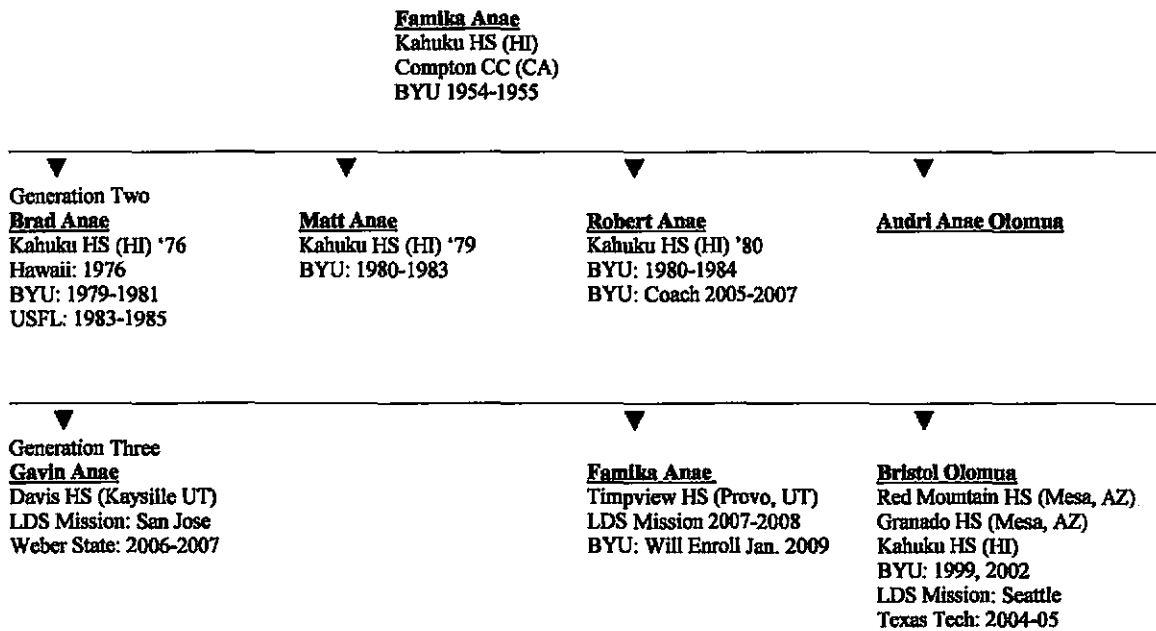 Famika Anae
Kahuku HS (HI)
Compton CC (CA)
BYU 1954-1955
Generation Two
Brad Anae
Kahuku HS (HI) ‘76
Hawaii: 1976
BYU: 1979-1981
USFL: 1983-1985
Matt Anae
Kahuku HS (HI) ‘79
BYU: 1980-1983
Robert Anae
Kahuku HS (HI) ‘80
BYU: 1980-1984
BYU: Coach 2005-2007
Audri Anae Olomua
Generation Three
Gavin Anae
Davis HS (Kaysille UT)
LDS Mission: San Jose
Weber State: 2006-2007
Famika Anae
Timpview HS (Provo, UT)
LDS Mission 2007-2008
BYU: Will Enroll Jan. 2009
Bristol Olomua
Red Mountain HS (Mesa, AZ)
Granado HS (Mesa, AZ)
Kahuku HS (HI)
BYU: 1999, 2002
LDS Mission: Seattle
Texas Tech: 2004-05